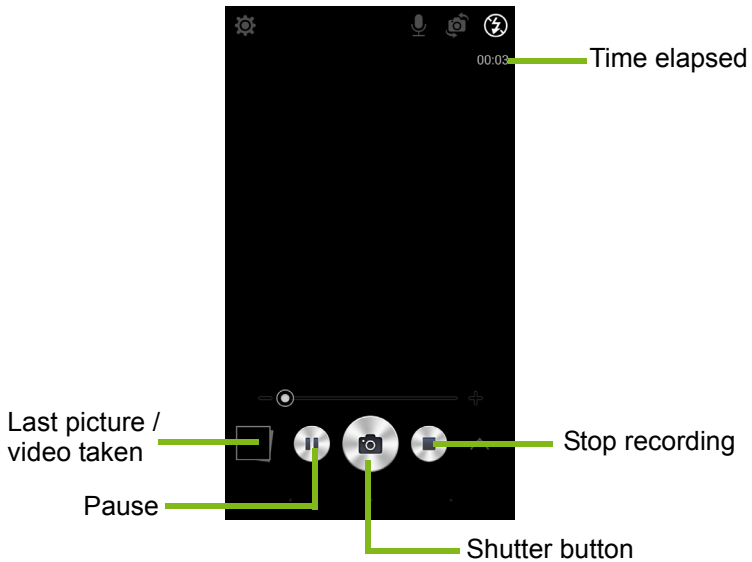 00:03
Time elapsed
Last picture /
video taken
Stop recording
Pause
Shutter button